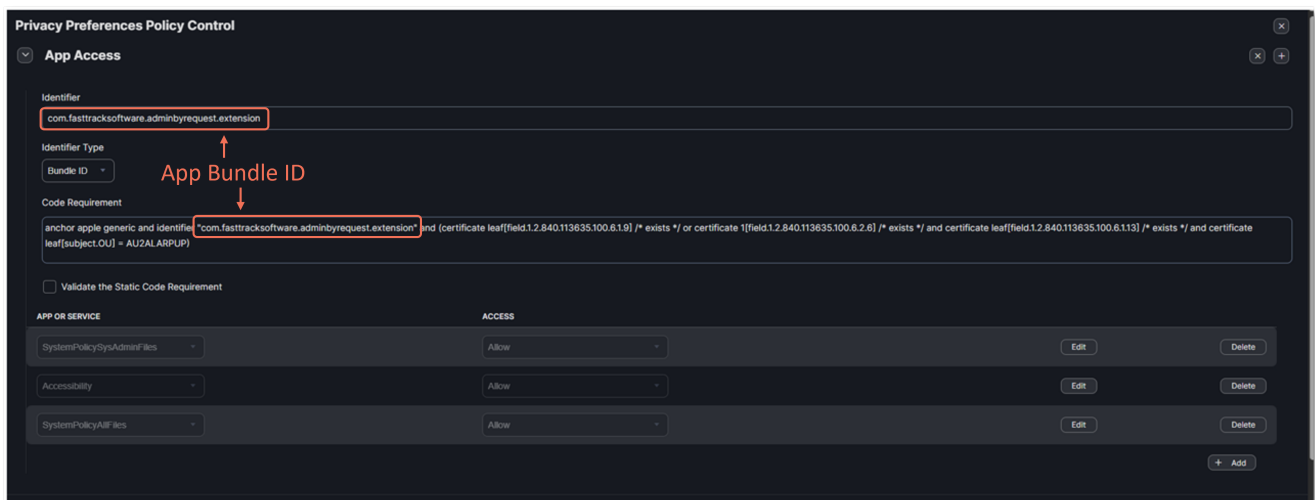 Privacy Preferences Policy Control
App Access
Identifier
com.fasttracksoftware.adminbyrequest.extension
Identifier Type
Bundle ID
App Bundle ID
Code Requirement
anchor apple generic and identifier "com.fasttracksoftware.adminbyrequest.extension" and (certificate leaf[field.1.2.840.113635.100.6.1.9] /* exists */ or certificate 1[field.1.2.840.113635.100.6.2.6] /* exists */ and certificate leaf[field.1.2.840.113635.100.6.1.13] /* exists */ and certificate
leaf[subject.OU] = AU2ALARPUP)
Validate the Static Code Requirement
APP OR SERVICE ACCESS
SystemPolicySysAdminFiles Allow Edit Delete
Accessibility Allow Edit Delete
SystemPolicyAllFiles Allow Edit Delete
+ Add